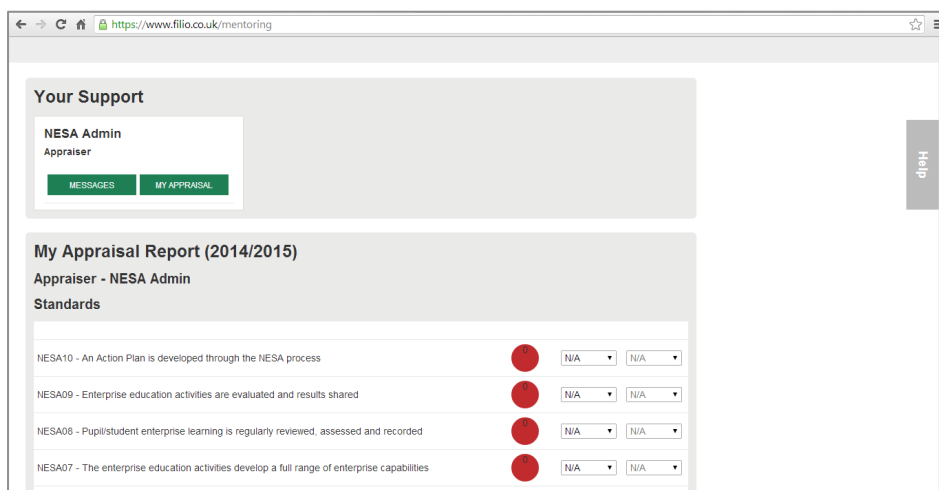 https://www.filio.co.uk/mentoring
Help
Your Support
NESA Admin
Appraiser
MESSAGES MY APPRAISAL
My Appraisal Report (2014/2015)
Appraiser - NESA Admin
Standards
NESA10 - An Action Plan is developed through the NESA process 0 N/A N/A
NESA09 - Enterprise education activities are evaluated and results shared 0 N/A N/A
NESA08 - Pupil/student enterprise learning is regularly reviewed, assessed and recorded 0 N/A N/A
NESA07 - The enterprise education activities develop a full range of enterprise capabilities 0 N/A N/A